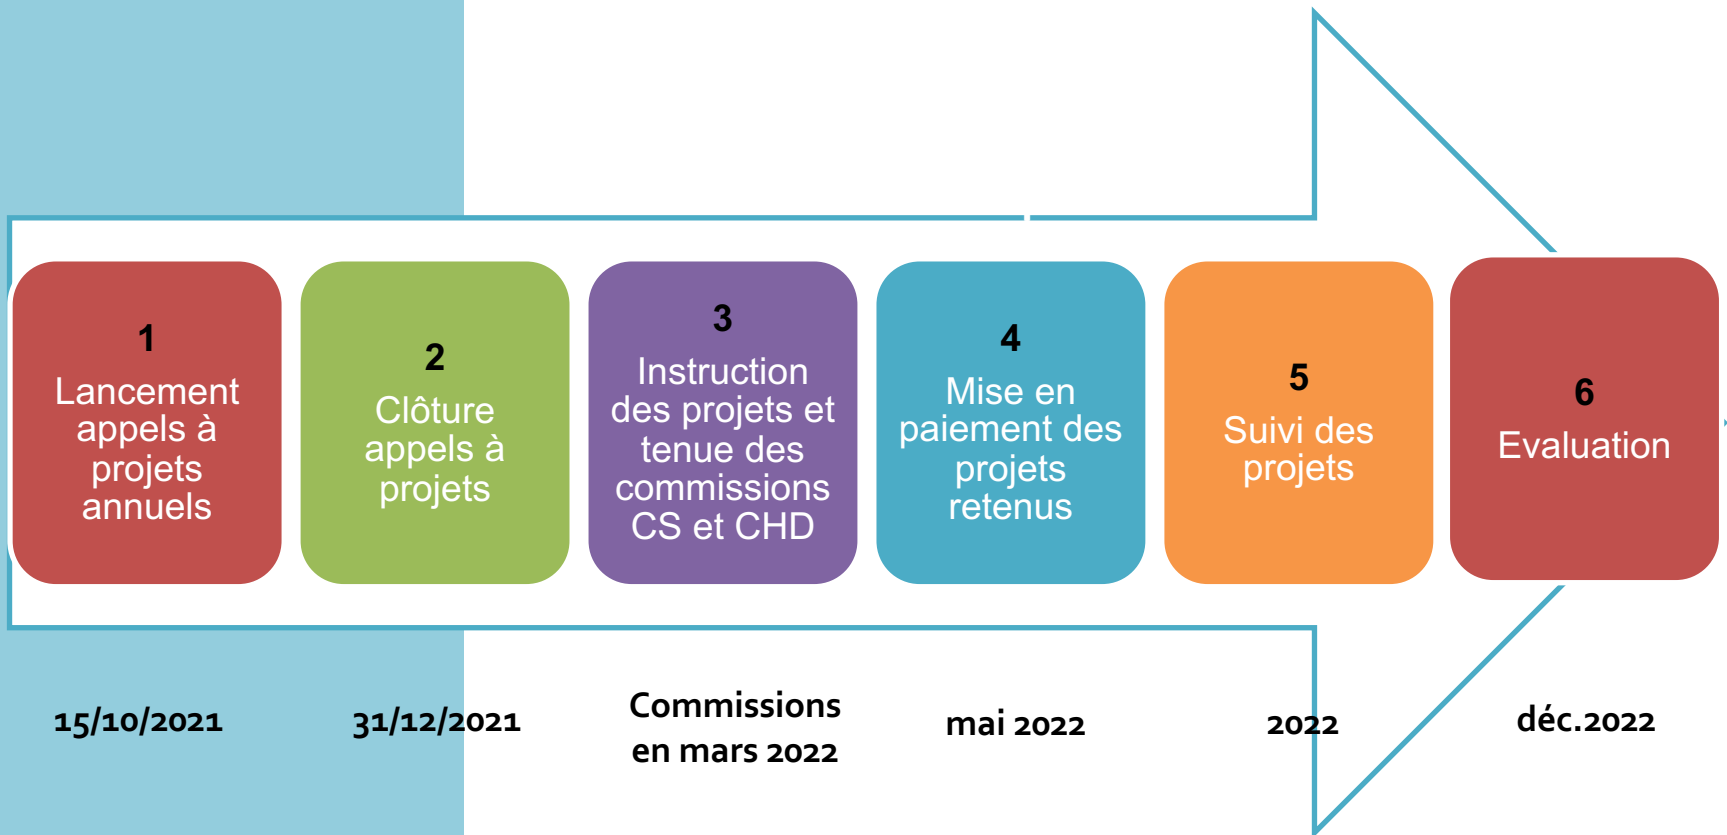 1
Lancement
appels à
projets
annuels
2
Clôture
appels à
projets
3
Instruction
des projets et
tenue des
commissions
CS et CHD
4
Mise en
paiement des
projets
retenus
5
Suivi des
projets
6
Evaluation
15/10/2021
31/12/2021
Commissions
en mars 2022
mai 2022
2022
déc.2022